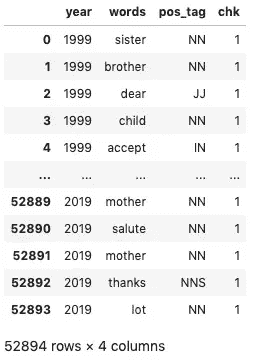 year words pos_tag chk
0 1999 sister NN 1
1 1999 brother NN 1
2 1999 dear JJ 1
3 1999 child NN 1
4 1999 accept IN 1
... ... ... ... ...
52889 2019 mother NN 1
52890 2019 salute NN 1
52891 2019 mother NN 1
52892 2019 thanks NNS 1
52893 2019 lot NN 1
52894 rows × 4 columns